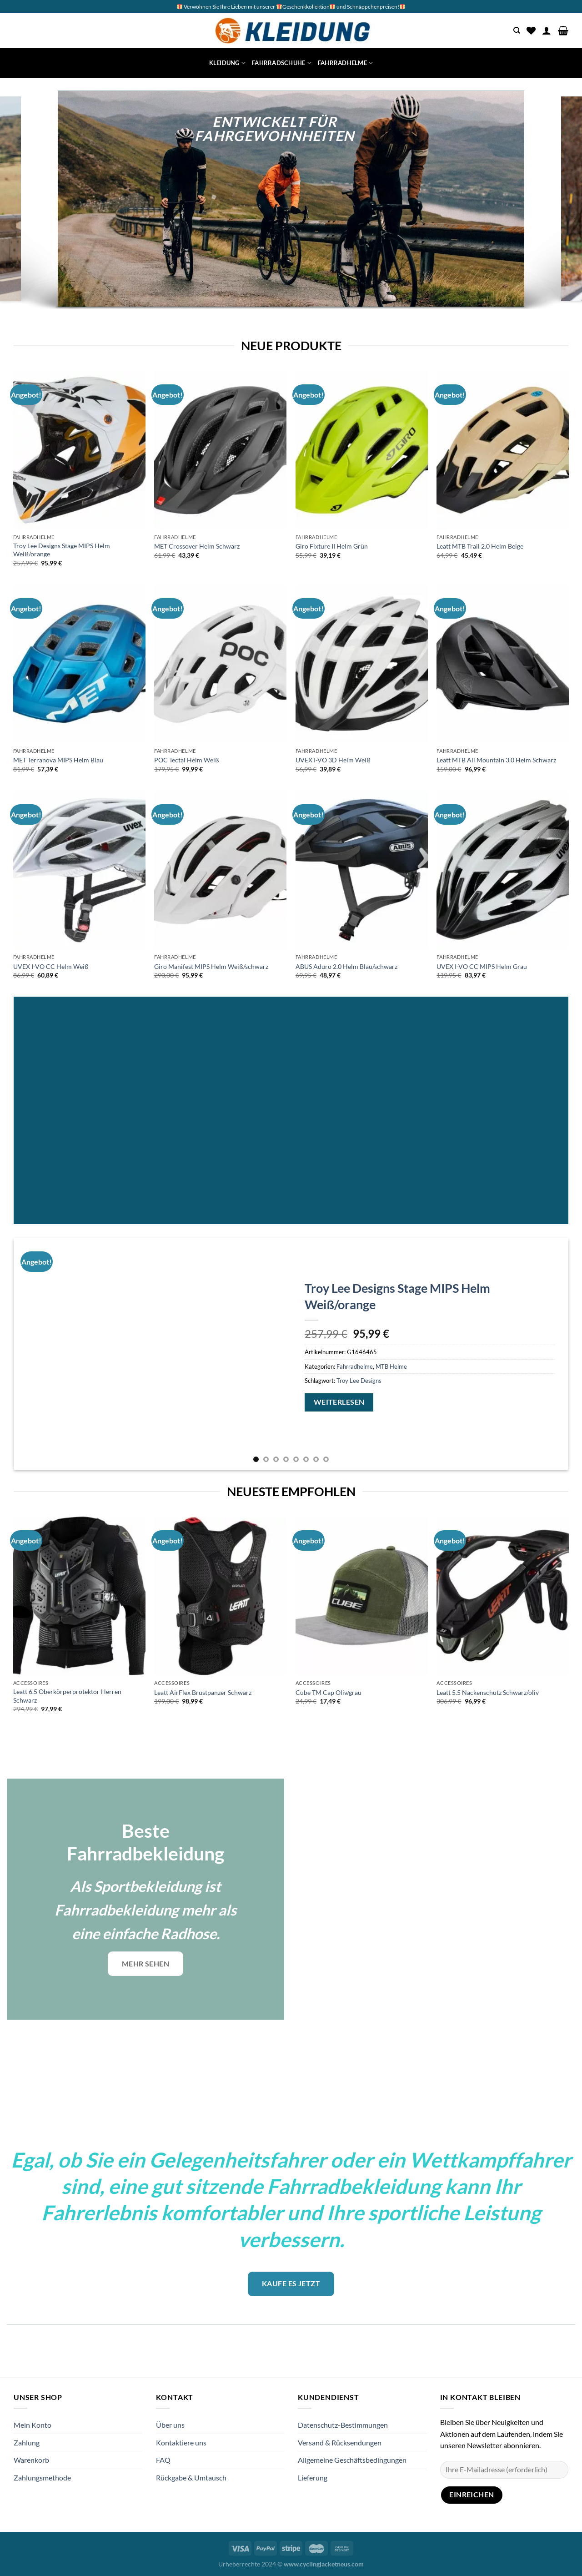 Verwöhnen Sie Ihre Lieben mit unserer Geschenkkollektion und Schnäppchenpreisen!
KLEIDUNG
KLEIDUNG FAHRRADSCHUHE FAHRRADHELME
ENTWICKELT FÜR
FAHRGEWOHNHEITEN
NEUE PRODUKTE
Angebot!
FAHRRADHELME
Troy Lee Designs Stage MIPS Helm
Weiß/orange
257,99 € 95,99 €
Angebot!
FAHRRADHELME
MET Crossover Helm Schwarz
61,99 € 43,39 €
Angebot!
GIRO
FAHRRADHELME
Giro Fixture II Helm Grün
55,99 € 39,19 €
Angebot!
FAHRRADHELME
Leatt MTB Trail 2.0 Helm Beige
64,99 € 45,49 €
Angebot!
MET
FAHRRADHELME
MET Terranova MIPS Helm Blau
81,99 € 57,39 €
Angebot!
POC
FAHRRADHELME
POC Tectal Helm Weiß
179,95 € 99,99 €
Angebot!
FAHRRADHELME
UVEX I-VO 3D Helm Weiß
56,99 € 39,89 €
Angebot!
FAHRRADHELME
Leatt MTB All Mountain 3.0 Helm Schwarz
159,00 € 96,99 €
Angebot!
uvex
FAHRRADHELME
UVEX I-VO CC Helm Weiß
86,99 € 60,89 €
Angebot!
FAHRRADHELME
Giro Manifest MIPS Helm Weiß/schwarz
290,00 € 95,99 €
Angebot!
ABUS
FAHRRADHELME
ABUS Aduro 2.0 Helm Blau/schwarz
69,95 € 48,97 €
Angebot!
uvex
FAHRRADHELME
UVEX I-VO CC MIPS Helm Grau
119,95 € 83,97 €
Angebot!
Troy Lee Designs Stage MIPS Helm
Weiß/orange
257,99 € 95,99 €
Artikelnummer: G1646465
Kategorien: Fahrradhelme, MTB Helme
Schlagwort: Troy Lee Designs
WEITERLESEN
NEUESTE EMPFOHLEN
Angebot!
LEATT
ACCESSOIRES
Leatt 6.5 Oberkörperprotektor Herren
Schwarz
294,99 € 97,99 €
Angebot!
LEATT
ACCESSOIRES
Leatt AirFlex Brustpanzer Schwarz
199,00 € 98,99 €
Angebot!
CUBE
ACCESSOIRES
Cube TM Cap Oliv/grau
24,99 € 17,49 €
Angebot!
LEATT
ACCESSOIRES
Leatt 5.5 Nackenschutz Schwarz/oliv
306,99 € 96,99 €
Beste
Fahrradbekleidung
Als Sportbekleidung ist
Fahrradbekleidung mehr als
eine einfache Radhose.
MEHR SEHEN
Egal, ob Sie ein Gelegenheitsfahrer oder ein Wettkampffahrer
sind, eine gut sitzende Fahrradbekleidung kann Ihr
Fahrerlebnis komfortabler und Ihre sportliche Leistung
verbessern.
KAUFE ES JETZT
UNSER SHOP
Mein Konto
Zahlung
Warenkorb
Zahlungsmethode
KONTAKT
Über uns
Kontaktiere uns
FAQ
Rückgabe & Umtausch
KUNDENDIENST
Datenschutz-Bestimmungen
Versand & Rücksendungen
Allgemeine Geschäftsbedingungen
Lieferung
IN KONTAKT BLEIBEN
Bleiben Sie über Neuigkeiten und
Aktionen auf dem Laufenden, indem Sie
unseren Newsletter abonnieren.
Ihre E-Mailadresse (erforderlich)
EINREICHEN
VISA PayPal stripe
Urheberrechte 2024 © www.cyclingjacketneus.com